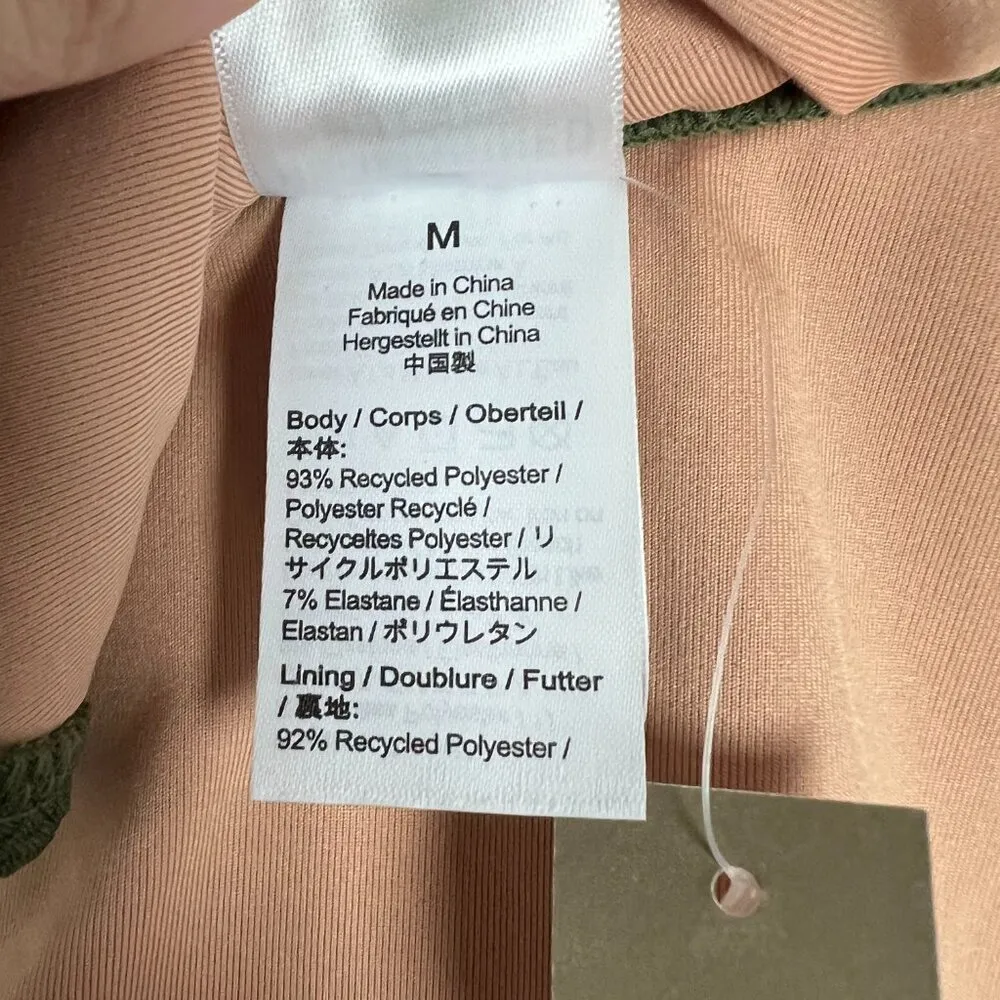 M
Made in China
Fabriqué en Chine
Hergestellt in China
中国製
Body / Corps / Oberteil /
本体:
93% Recycled Polyester /
Polyester Recyclé /
Recyceltes Polyester / リ
サイクルポリエステル
7% Elastane / Élasthanne /
Elastan / ポリウレタン
Lining / Doublure / Futter
/ 裏地:
92% Recycled Polyester /